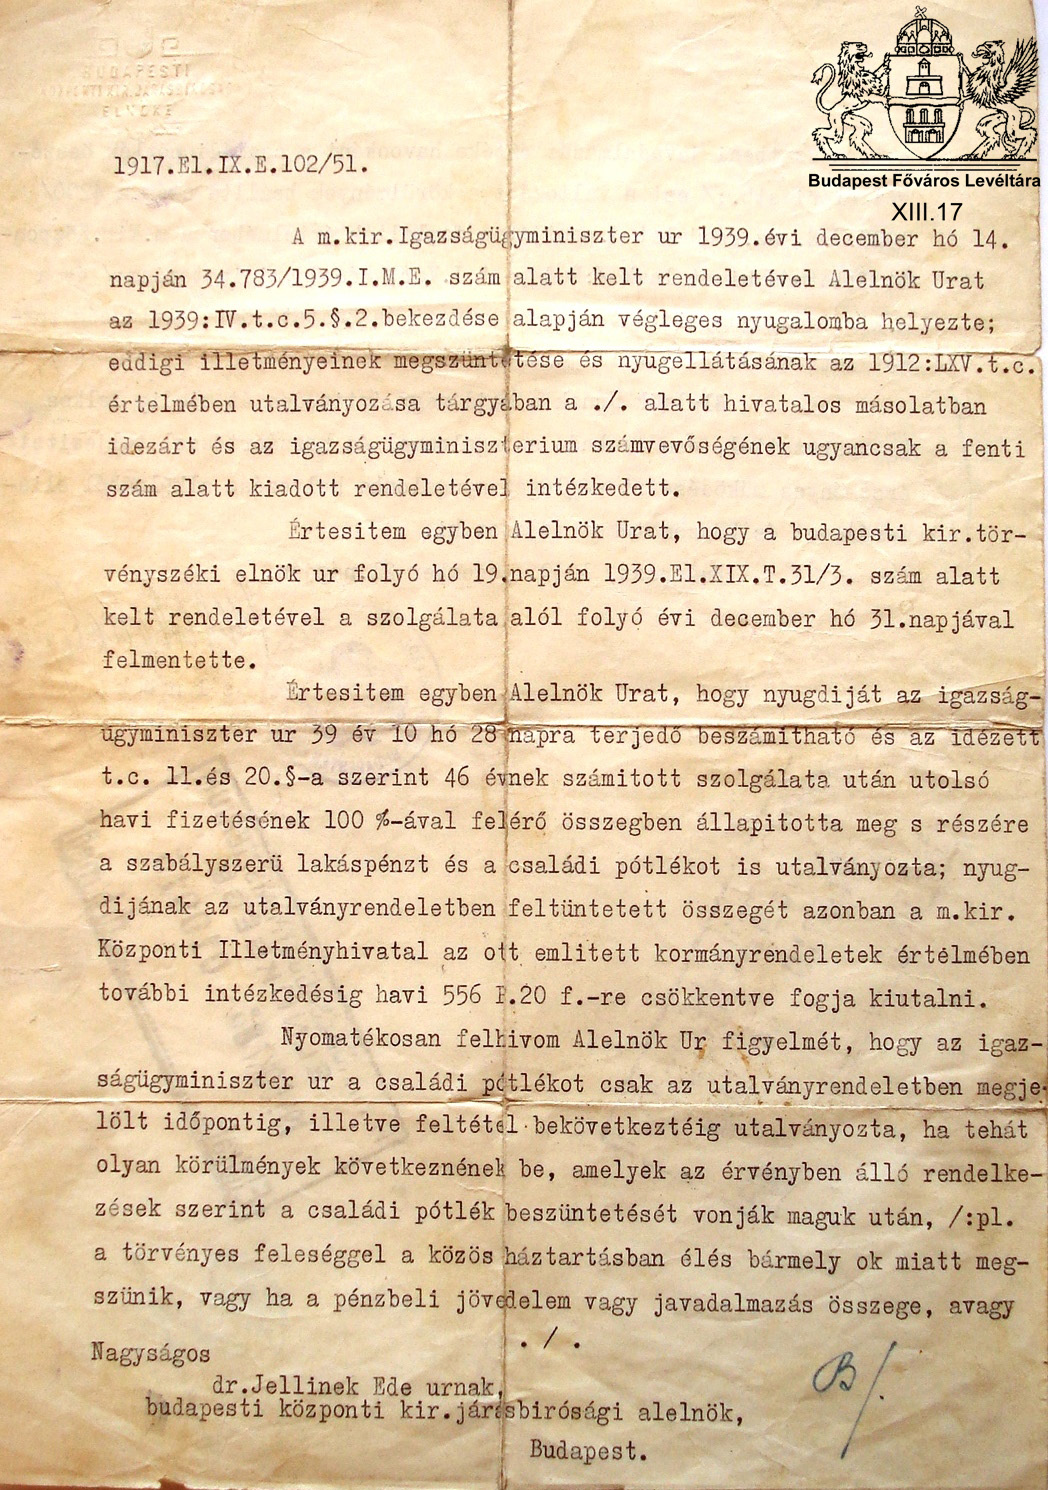 BUDAPESTI
ELNÖKE
Budapest Főváros Levéltára
XIII.17
1917.El.IX.E.102/51.
A m.kir.Igazságügyminiszter ur 1939.évi december hó 14.
napján 34.783/1939.I.M.E. szám alatt kelt rendeletével Alelnök Urat
az 1939:IV.t.c.5.§.2.bekezdése alapján végleges nyugalomba helyezte;
eddigi illetményeinek megszüntetése és nyugellátásának az 1912:LXV.t.c.
értelmében utalványozása tárgyában a ./. alatt hivatalos másolatban
idezárt és az igazságügyminiszterium számvevőségének ugyancsak a fenti
szám alatt kiadott rendeletével intézkedett.
Értesitem egyben Alelnök Urat, hogy a budapesti kir.tör-
vényszéki elnök ur folyó hó 19.napján 1939.El.XIX.T.31/3. szám alatt
kelt rendeletével a szolgálata alól folyó évi december hó 31.napjával
felmentette.
Értesitem egyben Alelnök Urat, hogy nyugdiját az igazság-
ügyminiszter ur 39 év 10 hó 28 napra terjedő beszámitható és az idézett
t.c. 11.és 20.§-a szerint 46 évnek számitott szolgálata után utolsó
havi fizetésének 100 %-ával felérő összegben állapitotta meg s részére
a szabályszerü lakáspénzt és a családi pótlékot is utalványozta; nyug-
dijának az utalványrendeletben feltüntetett összegét azonban a m.kir.
Központi Illetményhivatal az ott emlitett kormányrendeletek értelmében
további intézkedésig havi 556 P.20 f.-re csökkentve fogja kiutalni.
Nyomatékosan felhivom Alelnök Ur figyelmét, hogy az igaz-
ságügyminiszter ur a családi pótlékot csak az utalványrendeletben megje-
lölt időpontig, illetve feltétel bekövetkeztéig utalványozta, ha tehát
olyan körülmények következnének be, amelyek az érvényben álló rendelke-
zések szerint a családi pótlék beszüntetését vonják maguk után, /:pl.
a törvényes feleséggel a közös háztartásban élés bármely ok miatt meg-
szünik, vagy ha a pénzbeli jövedelem vagy javadalmazás összege, avagy
./.
Nagyságos
dr.Jellinek Ede urnak,
budapesti központi kir.járásbirósági alelnök,
Budapest.